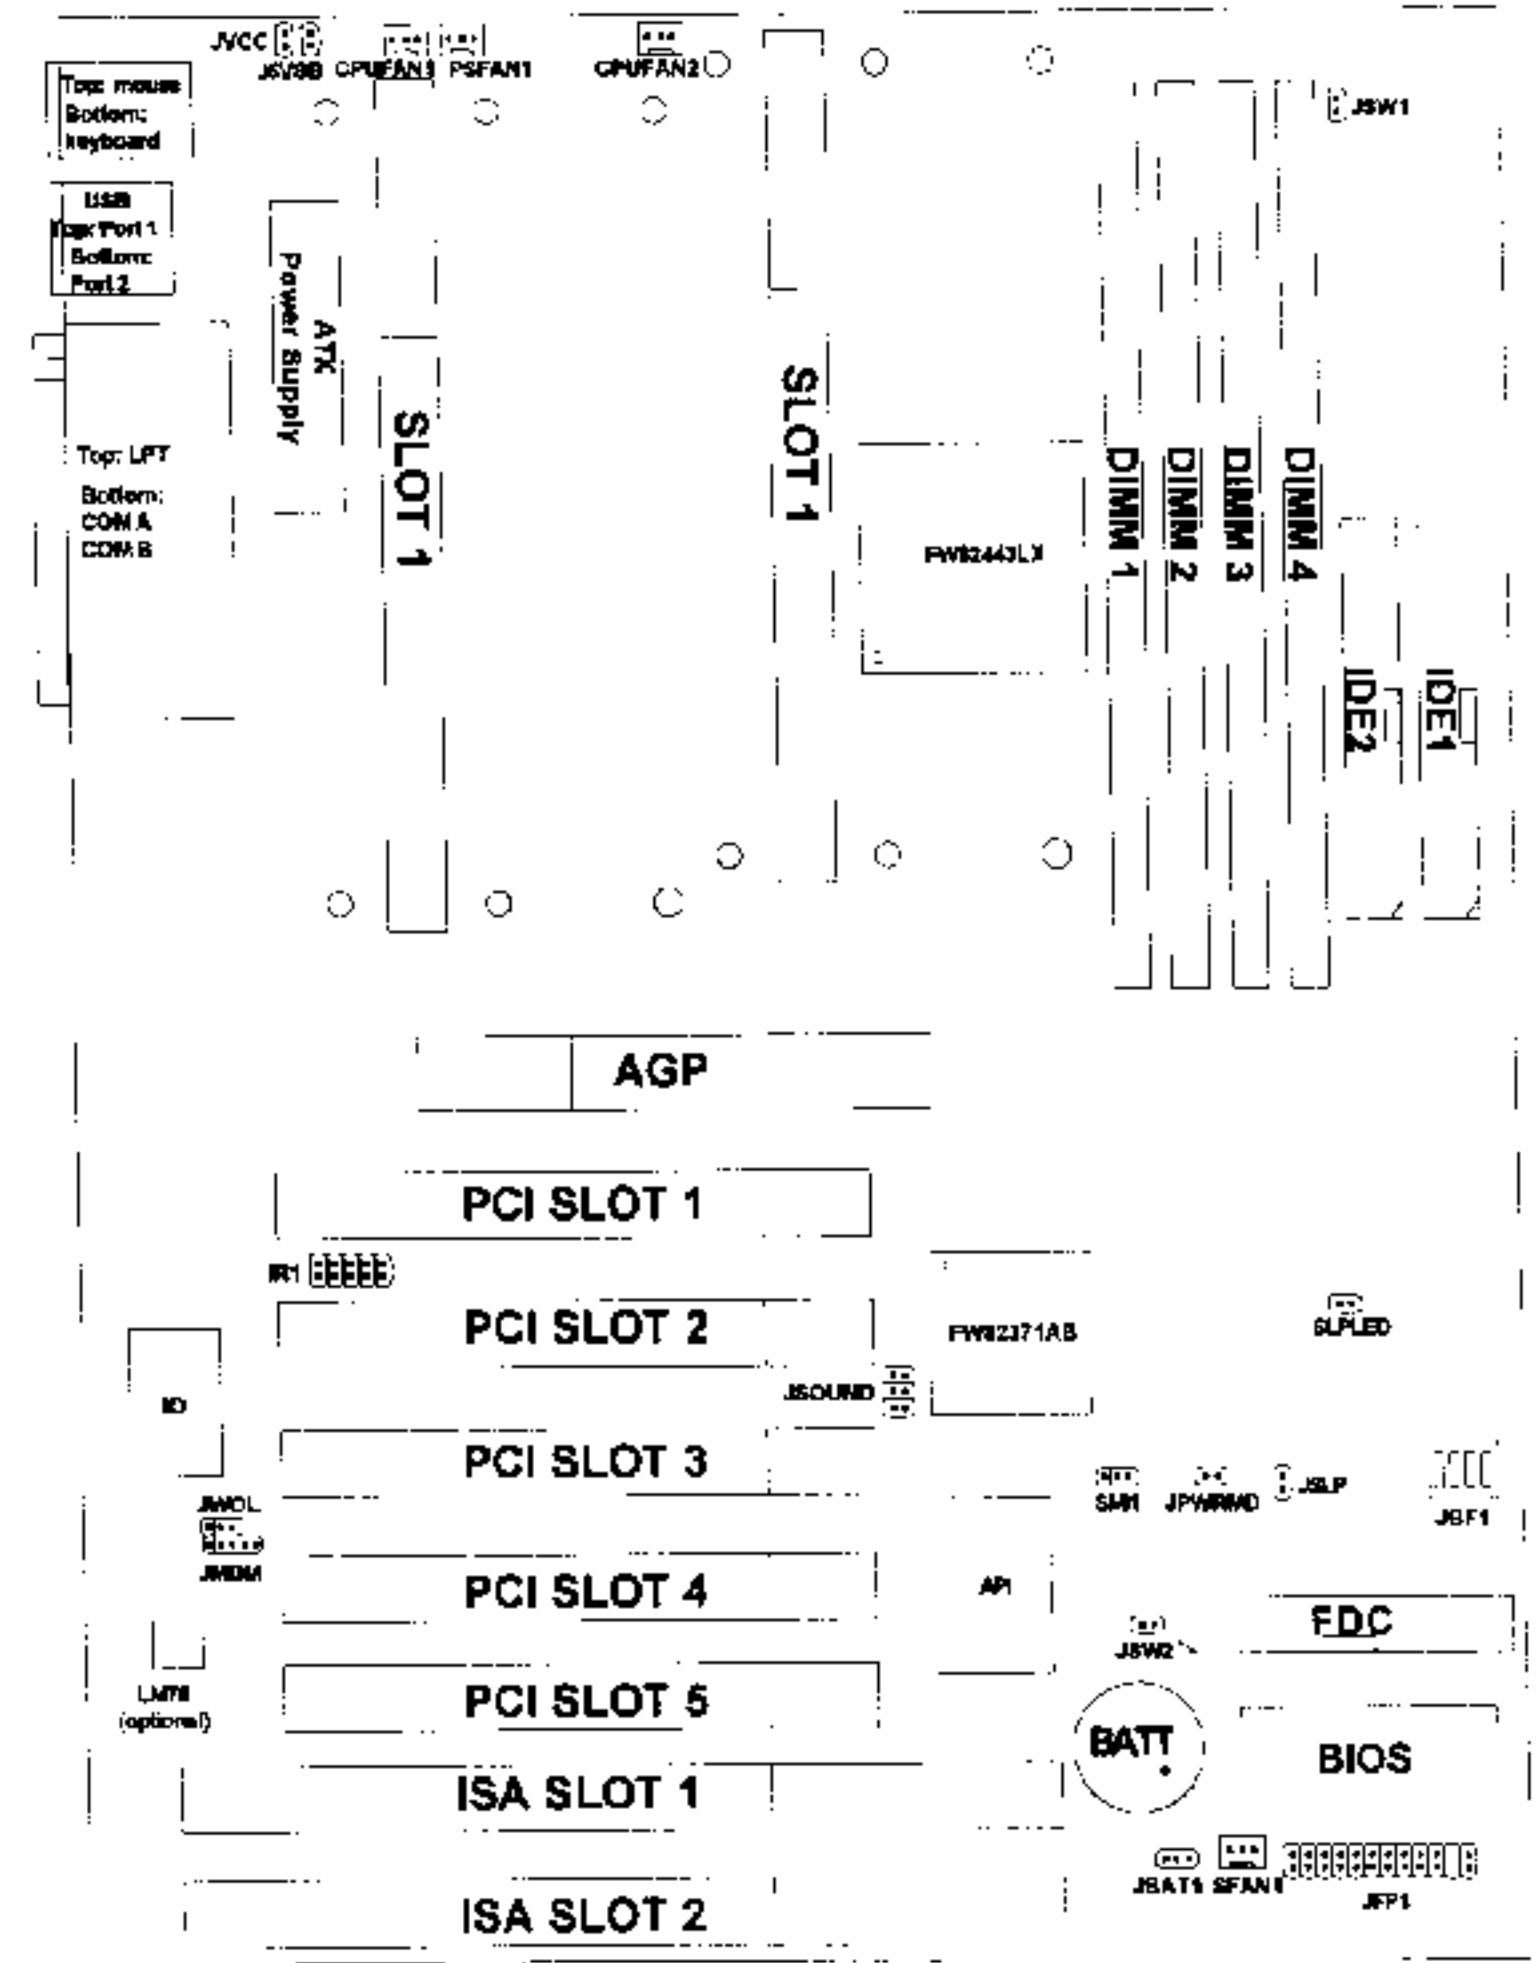 JVCC
J5VSB
CPUFAN1
PSFAN1
CPUFAN2
Top: mouse
Bottom:
keyboard
JSW1
USB
Top: Port 1
Bottom:
Port 2
ATX
Power Supply
SLOT 1
SLOT 1
Top: LPT
Bottom:
COM A
COM B
FW82443LX
DIMM 1
DIMM 2
DIMM 3
DIMM 4
IDE2
IDE1
AGP
PCI SLOT 1
IR1
PCI SLOT 2
FW82371AB
SLPLED
JSOUND
IO
PCI SLOT 3
SMI1
JPWRMD
JSLP
JBF1
JWOL
JMDM
PCI SLOT 4
FDC
JSW2
PCI SLOT 5
(optional)
BATT
BIOS
ISA SLOT 1
JBAT1
SFAN1
JFP1
ISA SLOT 2